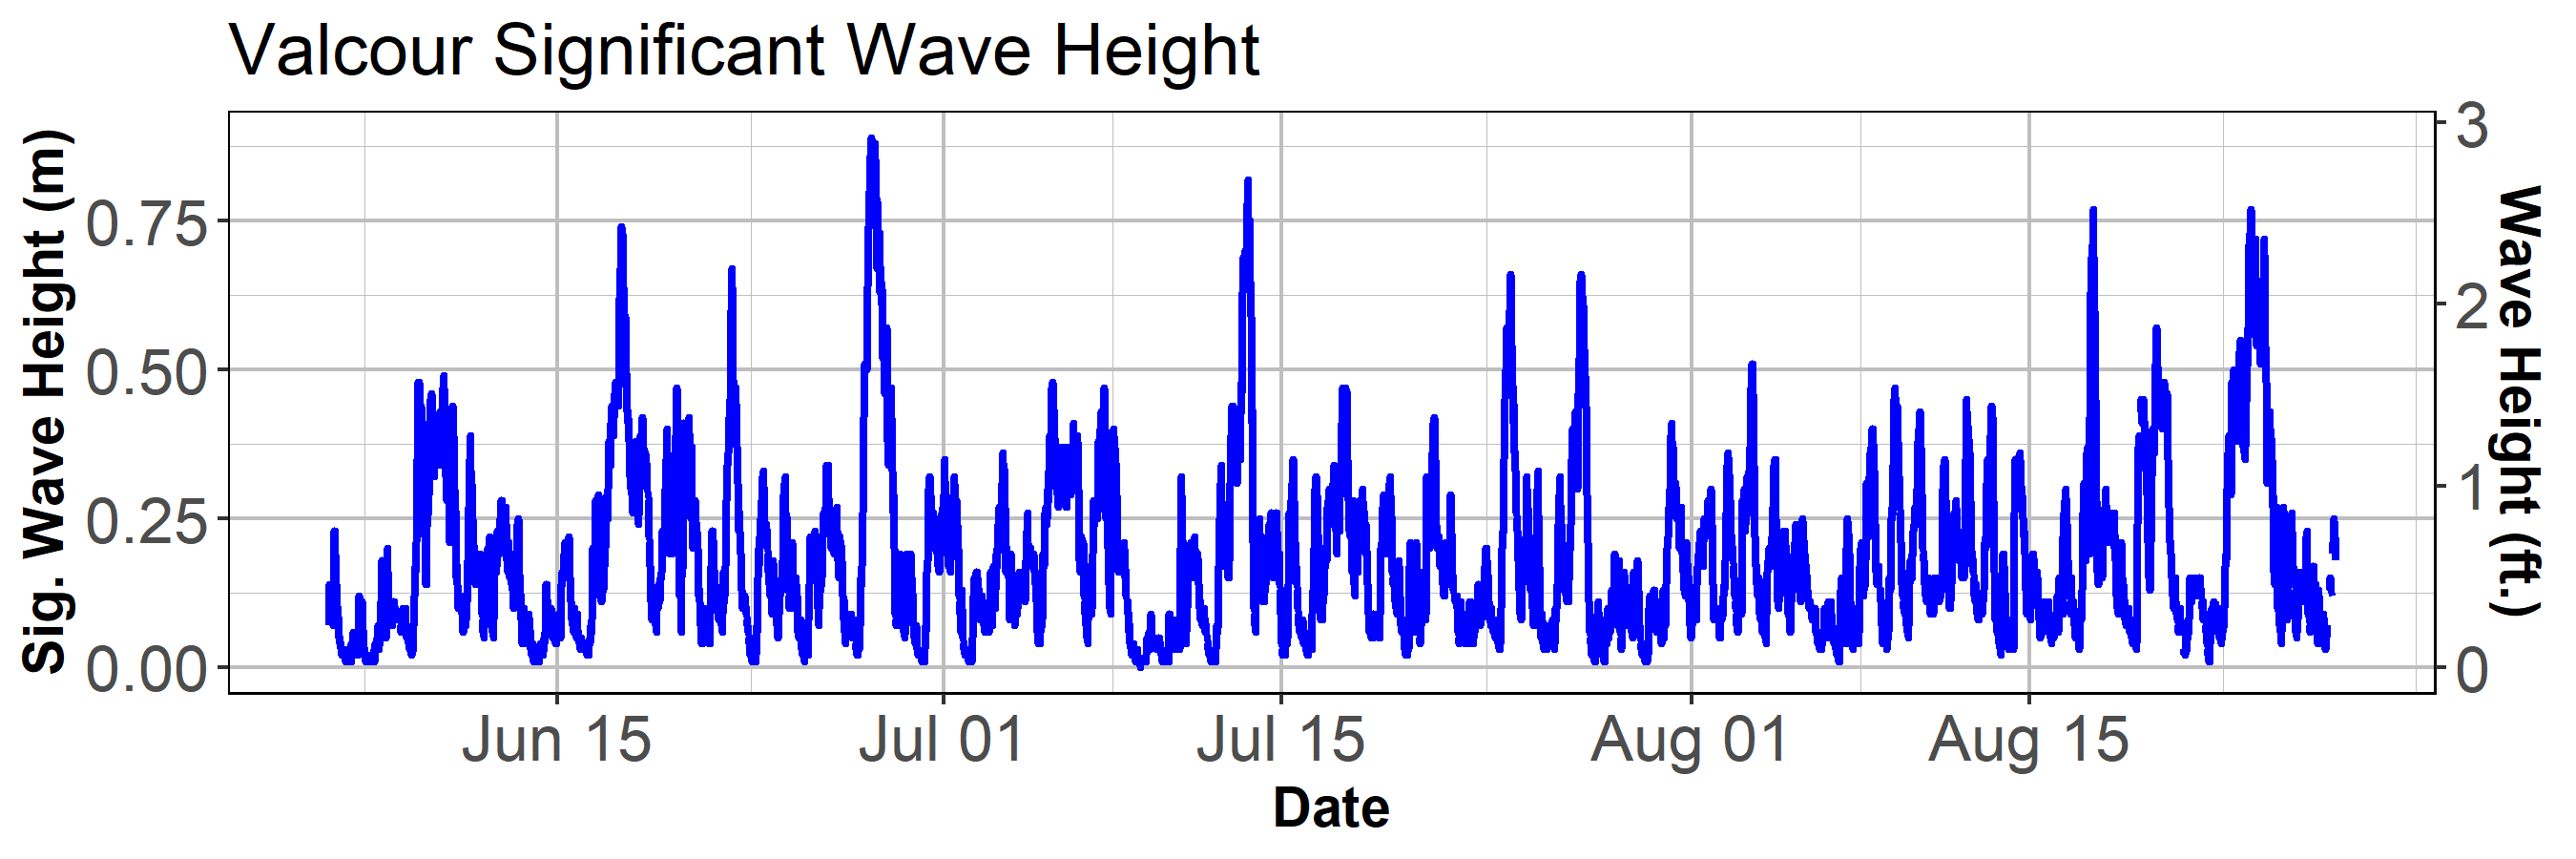 Valcour Significant Wave Height
Sig. Wave Height (m)
0.75
0.50
0.25
0.00
3
2
1
0
Wave Height (ft.)
Jun 15
Jul 01
Jul 15
Aug 01
Aug 15
Date